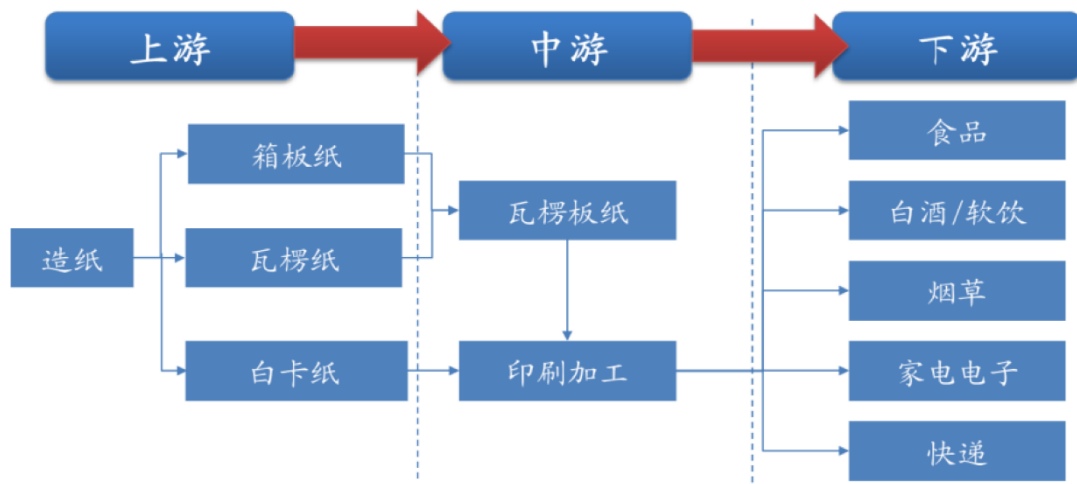 上游
中游
下游
造纸
箱板纸
瓦楞纸
白卡纸
瓦楞板纸
印刷加工
食品
白酒/软饮
烟草
家电电子
快递